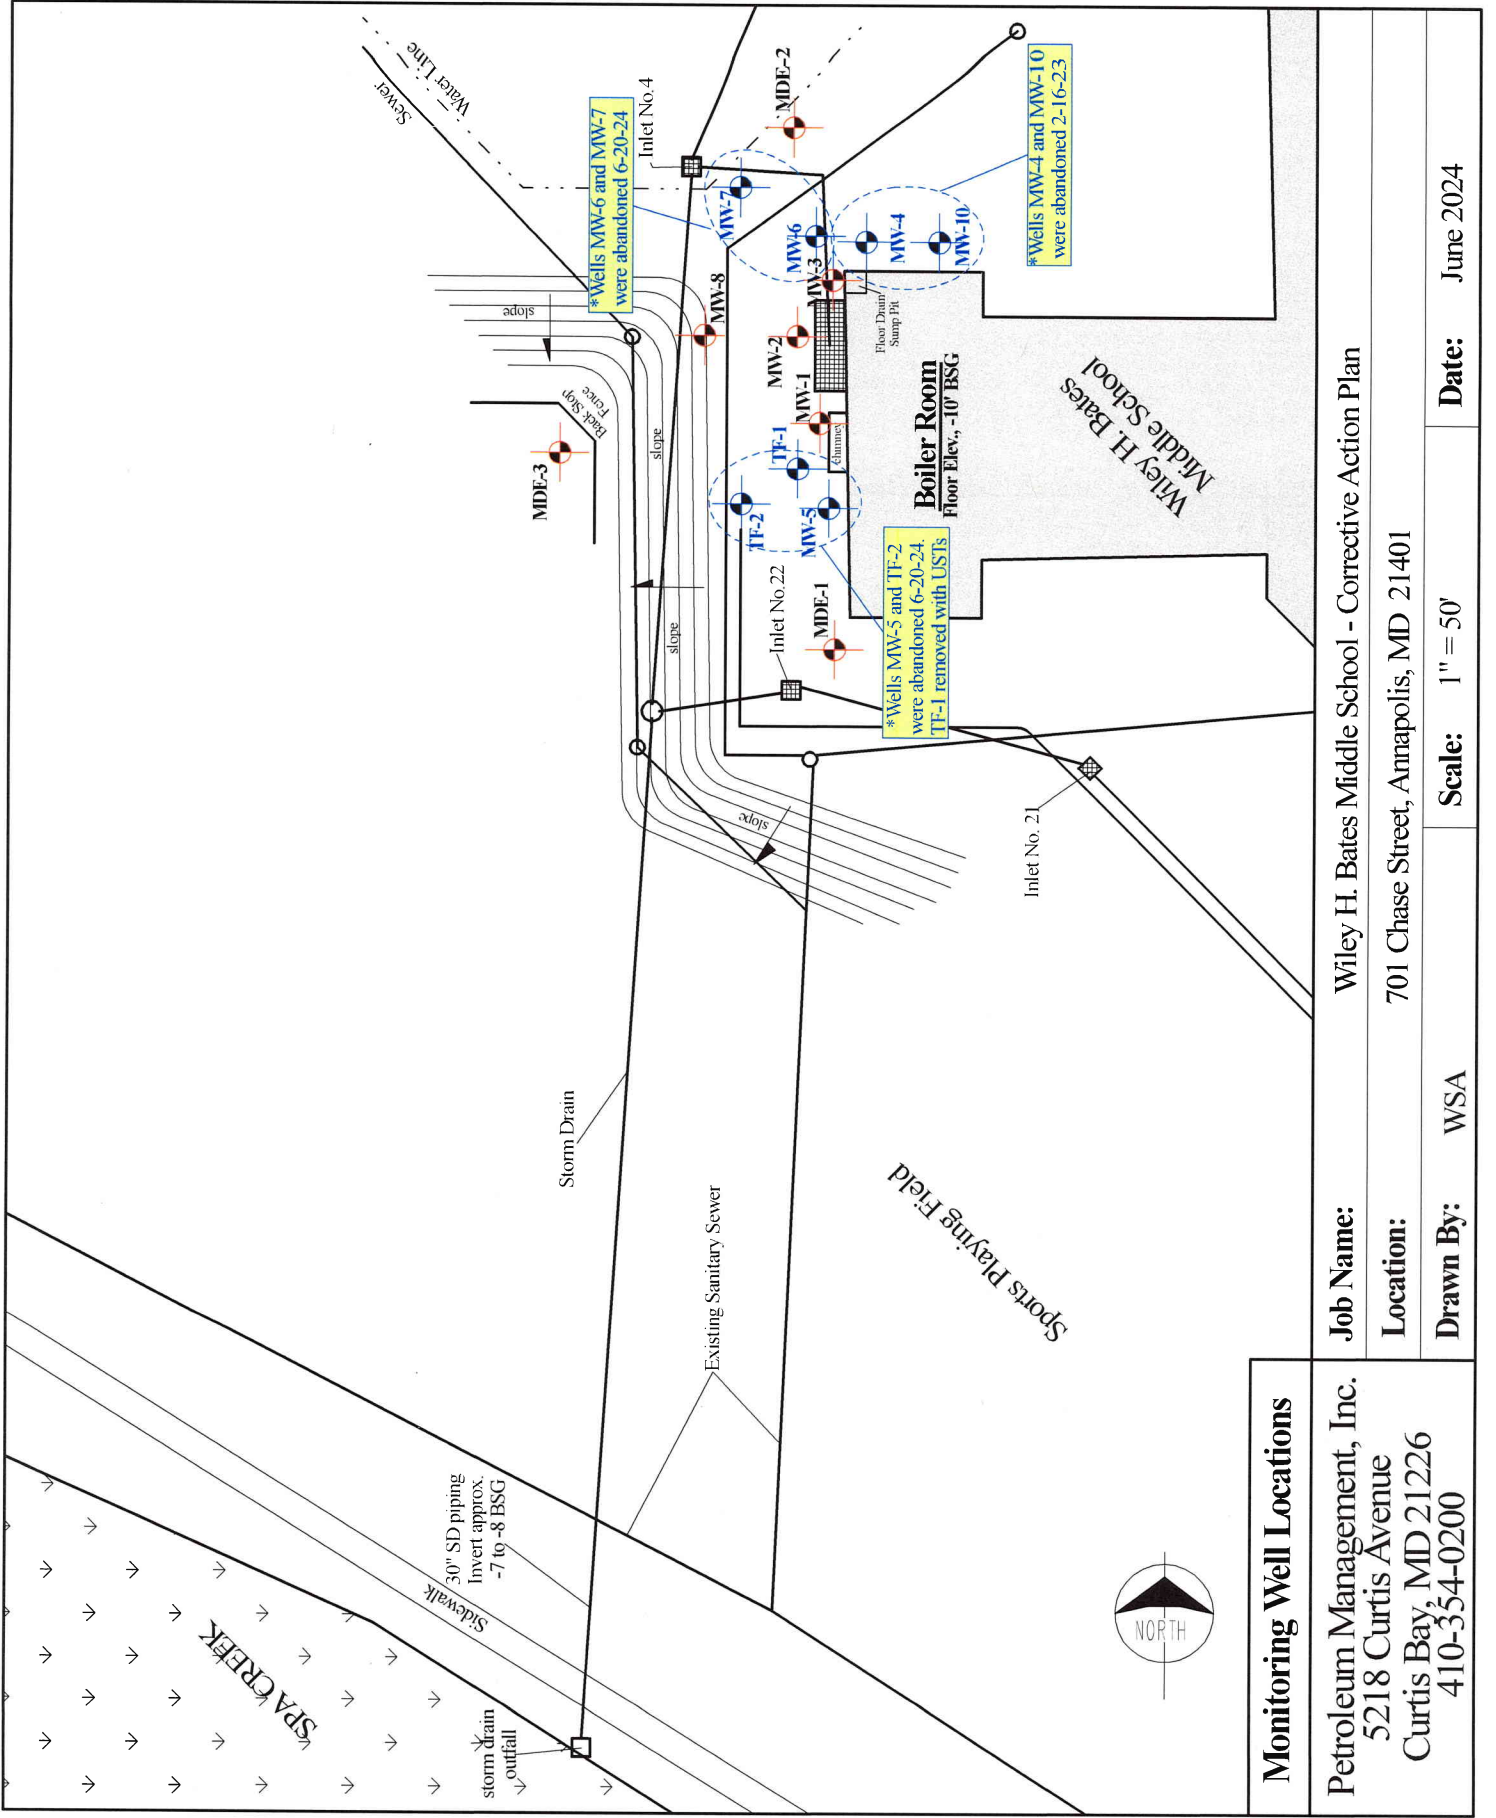 SPA CREEK
storm drain
outfall
Sidewalk
30" SD piping
Invert approx.
-7 to -8 BSG
Existing Sanitary Sewer
Storm Drain
Sports Playing Field
Sewer
Water Line
slope
Back Stop
Fence
MDE-3
slope
slope
slope
*Wells MW-6 and MW-7
were abandoned 6-20-24
Inlet No.4
MDE-2
MW-7
MW-8
MW-6
MW-4
MW-10
*Wells MW-4 and MW-10
were abandoned 2-16-23
MW-3
MW-2
MW-1
TF-1
TF-2
MW-5
chimney
Floor Drain
Sump Pit
Boiler Room
Floor Elev., -10' BSG
Wiley H. Bates
Middle School
*Wells MW-5 and TF-2
were abandoned 6-20-24.
TF-1 removed with USTs
MDE-1
Inlet No.22
Inlet No. 21
NORTH
Monitoring Well Locations
Petroleum Management, Inc.
5218 Curtis Avenue
Curtis Bay, MD 21226
410-354-0200
Job Name: Wiley H. Bates Middle School - Corrective Action Plan
Location: 701 Chase Street, Annapolis, MD 21401
Drawn By: WSA Scale: 1" = 50' Date: June 2024